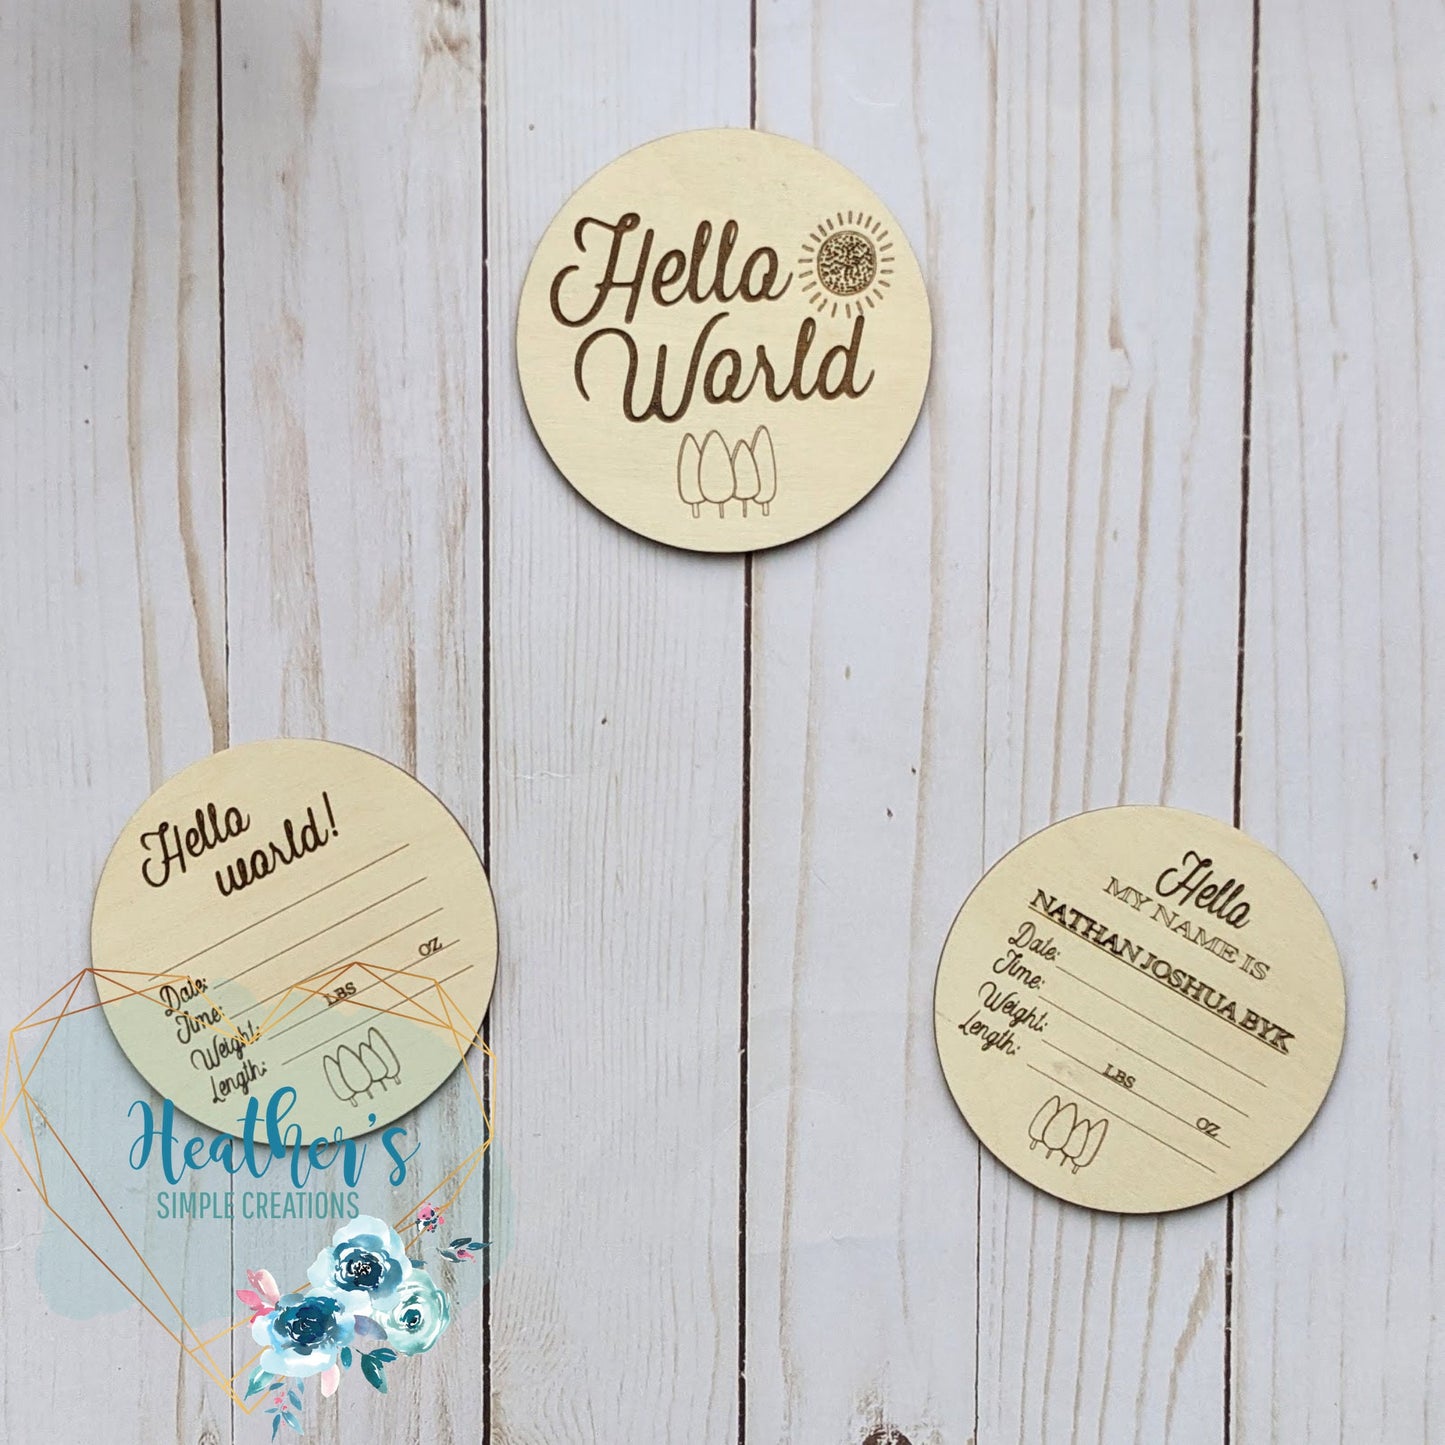 Hello
World
Hello
world!
Date:
Time:
Weight: LBS OZ
Length:
Hello
MY NAME IS
NATHAN JOSHUA BYK
Date:
Time:
Weight: LBS OZ
Length:
Heather's
SIMPLE CREATIONS